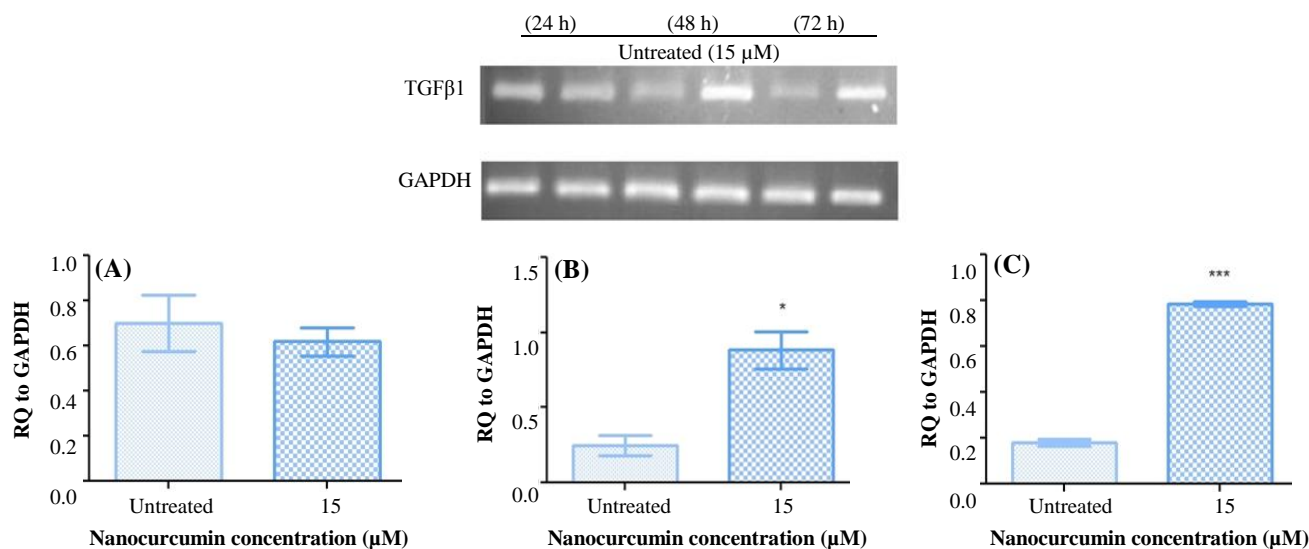 (24 h) (48 h) (72 h)
Untreated (15 µM)
TGFβ1
GAPDH
(A)
1.0
0.8
0.6
0.4
0.2
0.0
RQ to GAPDH
Untreated 15
Nanocurcumin concentration (µM)
(B)
1.5
1.0
0.5
0.0
RQ to GAPDH
*
Untreated 15
Nanocurcumin concentration (µM)
(C)
1.0
0.8
0.6
0.4
0.2
0.0
RQ to GAPDH
***
Untreated 15
Nanocurcumin concentration (µM)